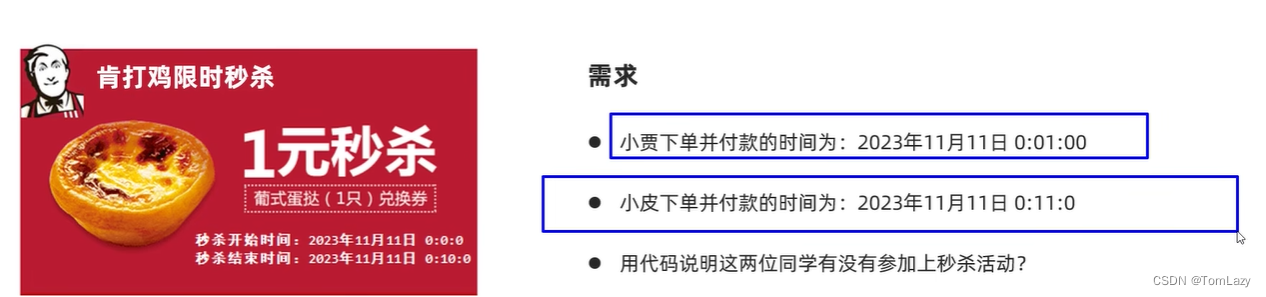 肯打鸡限时秒杀
1元秒杀
葡式蛋挞（1只）兑换券
秒杀开始时间：2023年11月11日 0:0:0
秒杀结束时间：2023年11月11日 0:10:0
需求
● 小贾下单并付款的时间为：2023年11月11日 0:01:00
● 小皮下单并付款的时间为：2023年11月11日 0:11:0
● 用代码说明这两位同学有没有参加上秒杀活动？
CSDN @TomLazy